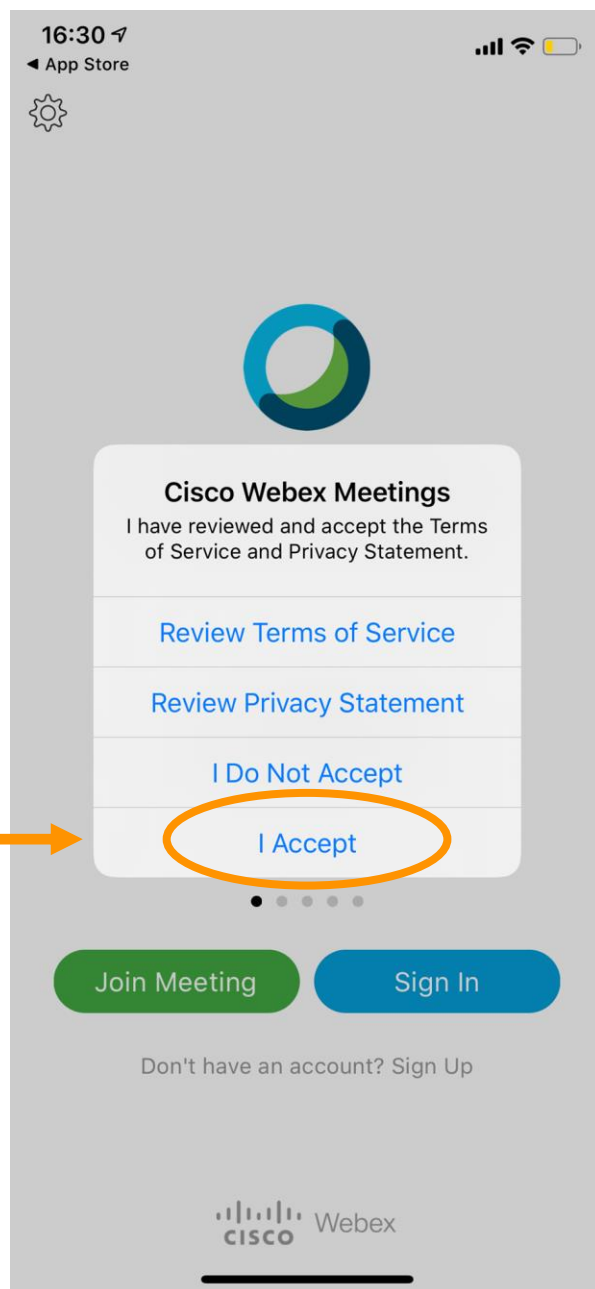 16:30
◀ App Store
Cisco Webex Meetings
I have reviewed and accept the Terms
of Service and Privacy Statement.
Review Terms of Service
Review Privacy Statement
I Do Not Accept
I Accept
Join Meeting
Sign In
Don't have an account? Sign Up
CISCO Webex